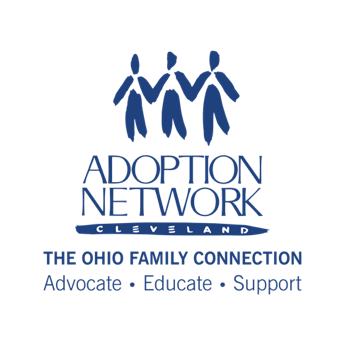 ADOPTION
NETWORK
CLEVELAND
THE OHIO FAMILY CONNECTION
Advocate • Educate • Support